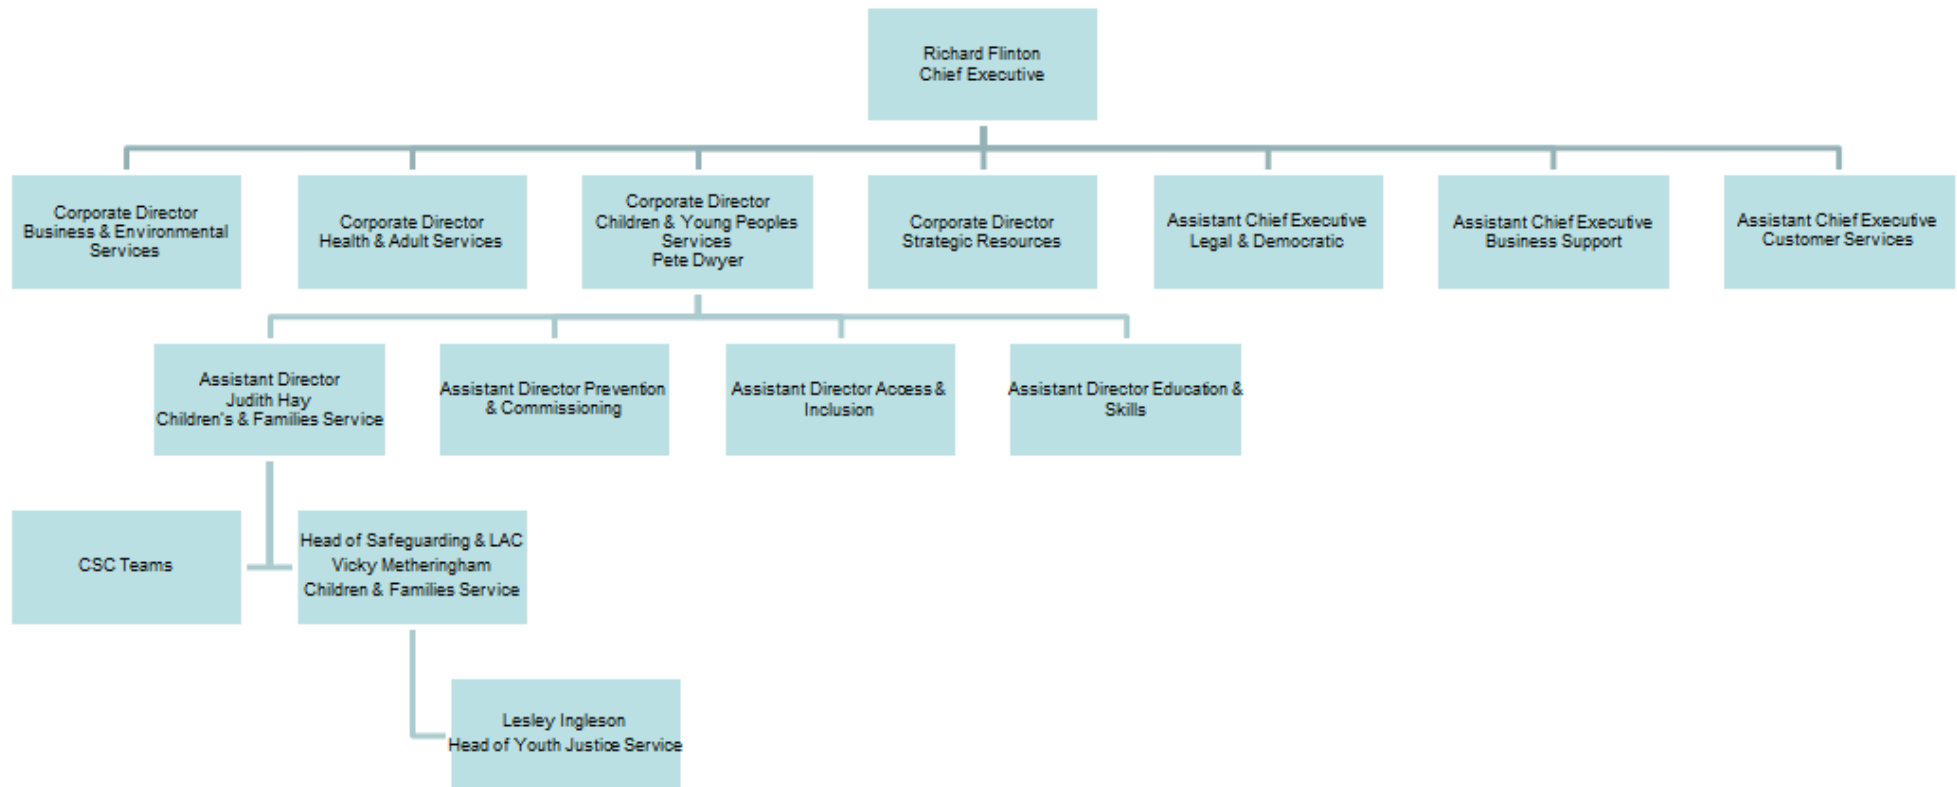 Richard Flinton
Chief Executive
Corporate Director
Business & Environmental
Services
Corporate Director
Health & Adult Services
Corporate Director
Children & Young Peoples
Services
Pete Dwyer
Corporate Director
Strategic Resources
Assistant Chief Executive
Legal & Democratic
Assistant Chief Executive
Business Support
Assistant Chief Executive
Customer Services
Assistant Director
Judith Hay
Children's & Families Service
Assistant Director Prevention
& Commissioning
Assistant Director Access &
Inclusion
Assistant Director Education &
Skills
CSC Teams
Head of Safeguarding & LAC
Vicky Metheringham
Children & Families Service
Lesley Ingleson
Head of Youth Justice Service